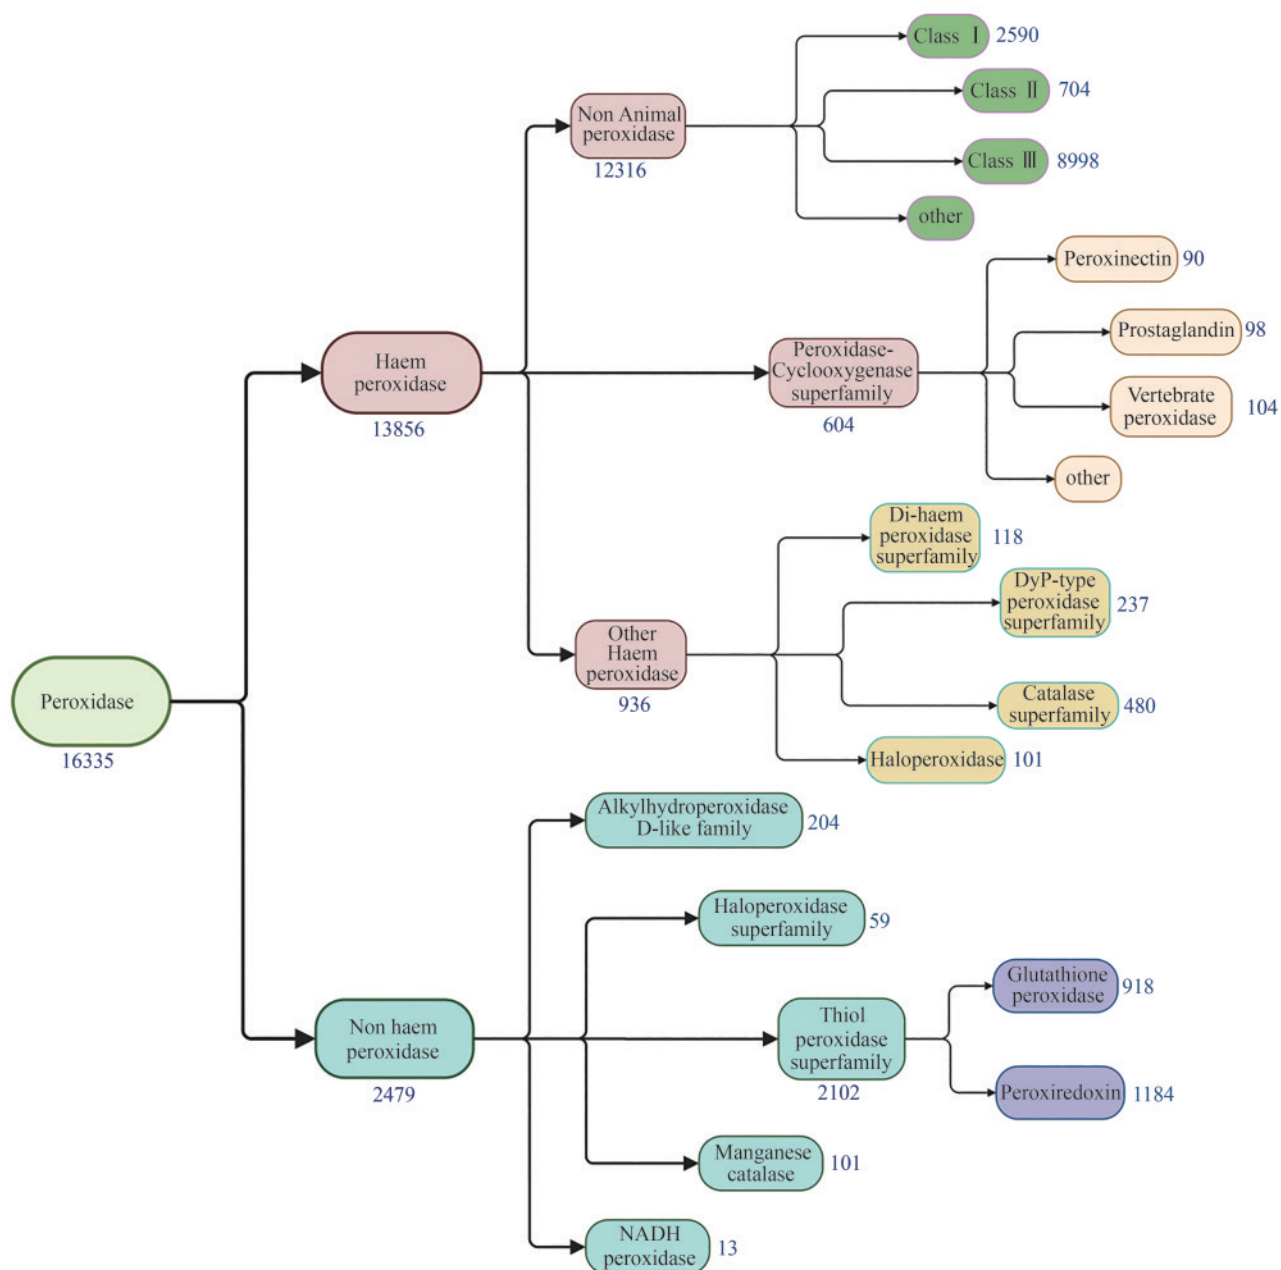 Class Ⅰ 2590
Class Ⅱ 704
Non Animal
peroxidase
12316
Class Ⅲ 8998
other
Peroxinectin 90
Prostaglandin 98
Haem
peroxidase
13856
Peroxidase-
Cyclooxygenase
superfamily
604
Vertebrate
peroxidase
104
other
Di-haem
peroxidase
superfamily
118
DyP-type
peroxidase
superfamily
237
Other
Haem
peroxidase
936
Catalase
superfamily
480
Haloperoxidase 101
Peroxidase
16335
Alkylhydroperoxidase
D-like family
204
Haloperoxidase
superfamily
59
Non haem
peroxidase
2479
Thiol
peroxidase
superfamily
2102
Glutathione
peroxidase
918
Peroxiredoxin 1184
Manganese
catalase
101
NADH
peroxidase
13